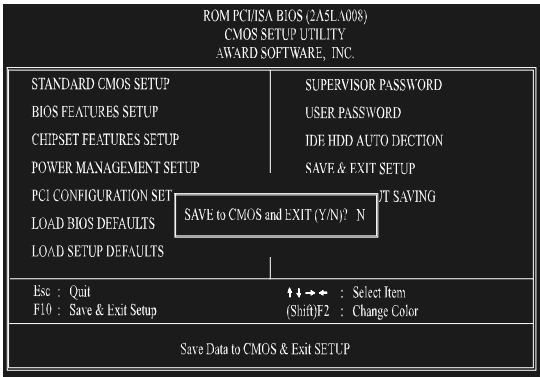 ROM PCI/ISA BIOS (2A5LA008)
CMOS SETUP UTILITY
AWARD SOFTWARE, INC.
STANDARD CMOS SETUP
BIOS FEATURES SETUP
CHIPSET FEATURES SETUP
POWER MANAGEMENT SETUP
PCI CONFIGURATION SET
LOAD BIOS DEFAULTS
LOAD SETUP DEFAULTS
SUPERVISOR PASSWORD
USER PASSWORD
IDE HDD AUTO DECTION
SAVE & EXIT SETUP
UT SAVING
SAVE to CMOS and EXIT (Y/N)? N
Esc : Quit
F10 : Save & Exit Setup
↑ ↓ → ← : Select Item
(Shift)F2 : Change Color
Save Data to CMOS & Exit SETUP